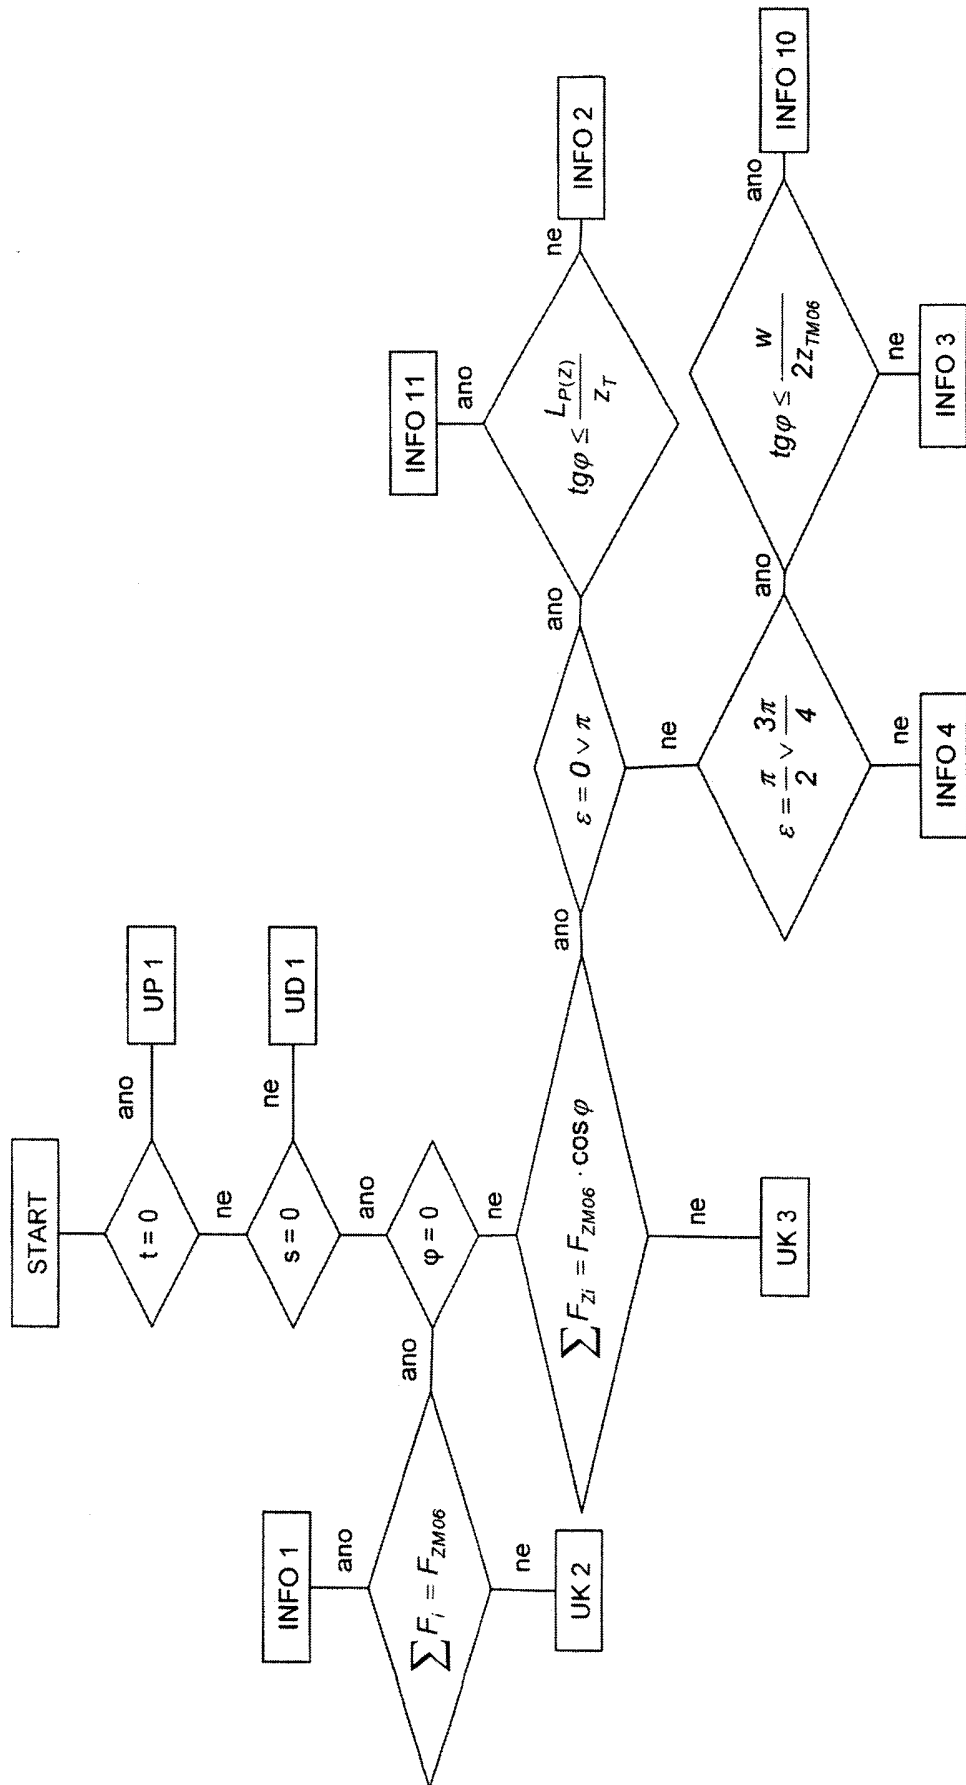 START
t = 0
ano
UP 1
ne
s = 0
ne
UD 1
ano
φ = 0
ano
∑ F_i = F_ZM06
ano
INFO 1
ne
UK 2
ne
∑ F_Zi = F_ZM06 · cos φ
ne
UK 3
ano
ε = 0 ∨ π
ano
tgφ ≤ L_P(Z) / z_T
ano
INFO 11
ne
INFO 2
ne
ε = π/2 ∨ 3π/4
ne
INFO 4
ano
tgφ ≤ w / 2z_TM06
ano
INFO 10
ne
INFO 3